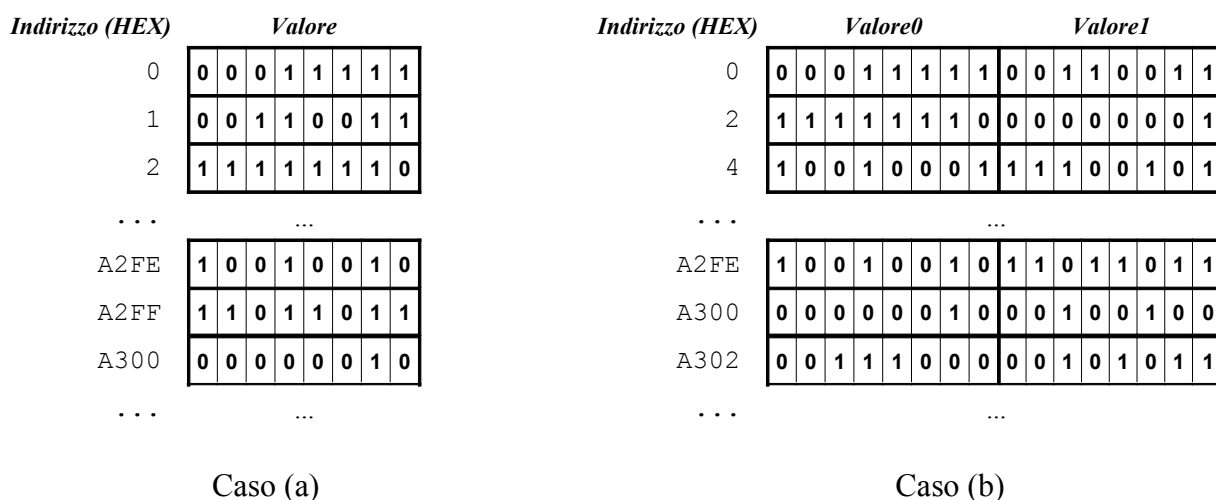 Indirizzo (HEX) Valore Indirizzo (HEX) Valore0 Valore1
0 0 0 0 1 1 1 1 1 0 0 0 0 1 1 1 1 1 0 0 1 1 0 0 1 1
1 0 0 1 1 0 0 1 1 2 1 1 1 1 1 1 1 0 0 0 0 0 0 0 0 1
2 1 1 1 1 1 1 1 0 4 1 0 0 1 0 0 0 1 1 1 1 0 0 1 0 1
... ... ... ...
A2FE 1 0 0 1 0 0 1 0 A2FE 1 0 0 1 0 0 1 0 1 1 0 1 1 0 1 1
A2FF 1 1 0 1 1 0 1 1 A300 0 0 0 0 0 0 1 0 0 0 1 0 0 1 0 0
A300 0 0 0 0 0 0 1 0 A302 0 0 1 1 1 0 0 0 0 0 1 0 1 0 1 1
... ... ... ...
Caso (a) Caso (b)